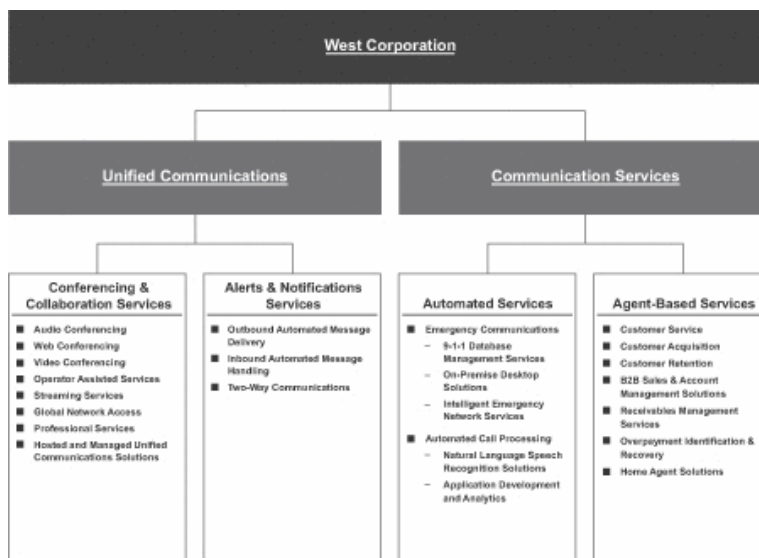 West Corporation
Unified Communications
Communication Services
Conferencing &
Collaboration Services
■ Audio Conferencing
■ Web Conferencing
■ Video Conferencing
■ Operator Assisted Services
■ Streaming Services
■ Global Network Access
■ Professional Services
■ Hosted and Managed Unified
Communications Solutions
Alerts & Notifications
Services
■ Outbound Automated Message
Delivery
■ Inbound Automated Message
Handling
■ Two-Way Communications
Automated Services
■ Emergency Communications
– 9-1-1 Database
Management Services
– On-Premise Desktop
Solutions
– Intelligent Emergency
Network Services
■ Automated Call Processing
– Natural Language Speech
Recognition Solutions
– Application Development
and Analytics
Agent-Based Services
■ Customer Service
■ Customer Acquisition
■ Customer Retention
■ B2B Sales & Account
Management Solutions
■ Receivables Management
Services
■ Overpayment Identification &
Recovery
■ Home Agent Solutions